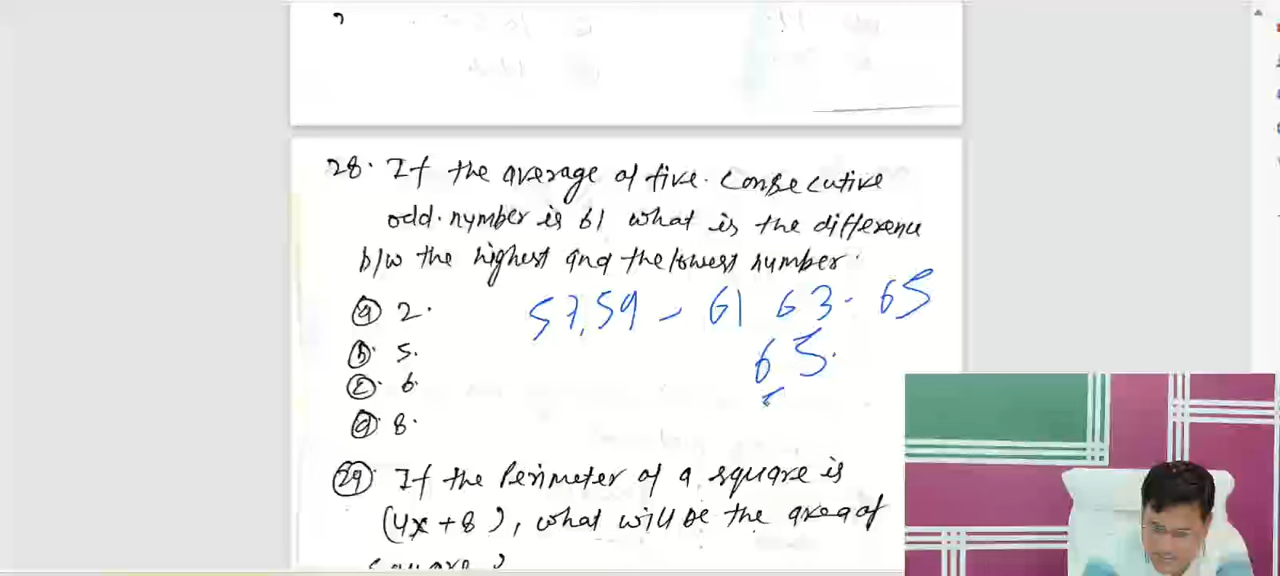 28. If the average of five. consecutive
odd. nymber is 61 what is the difference
b/w the highest and the lowest number.
57, 59 - 61 63 - 65
(a) 2.
65.
(b). 5.
(c). 6.
(d) 8.
(29). If the Perimeter of a square is
(4x + 8), what will be the area of